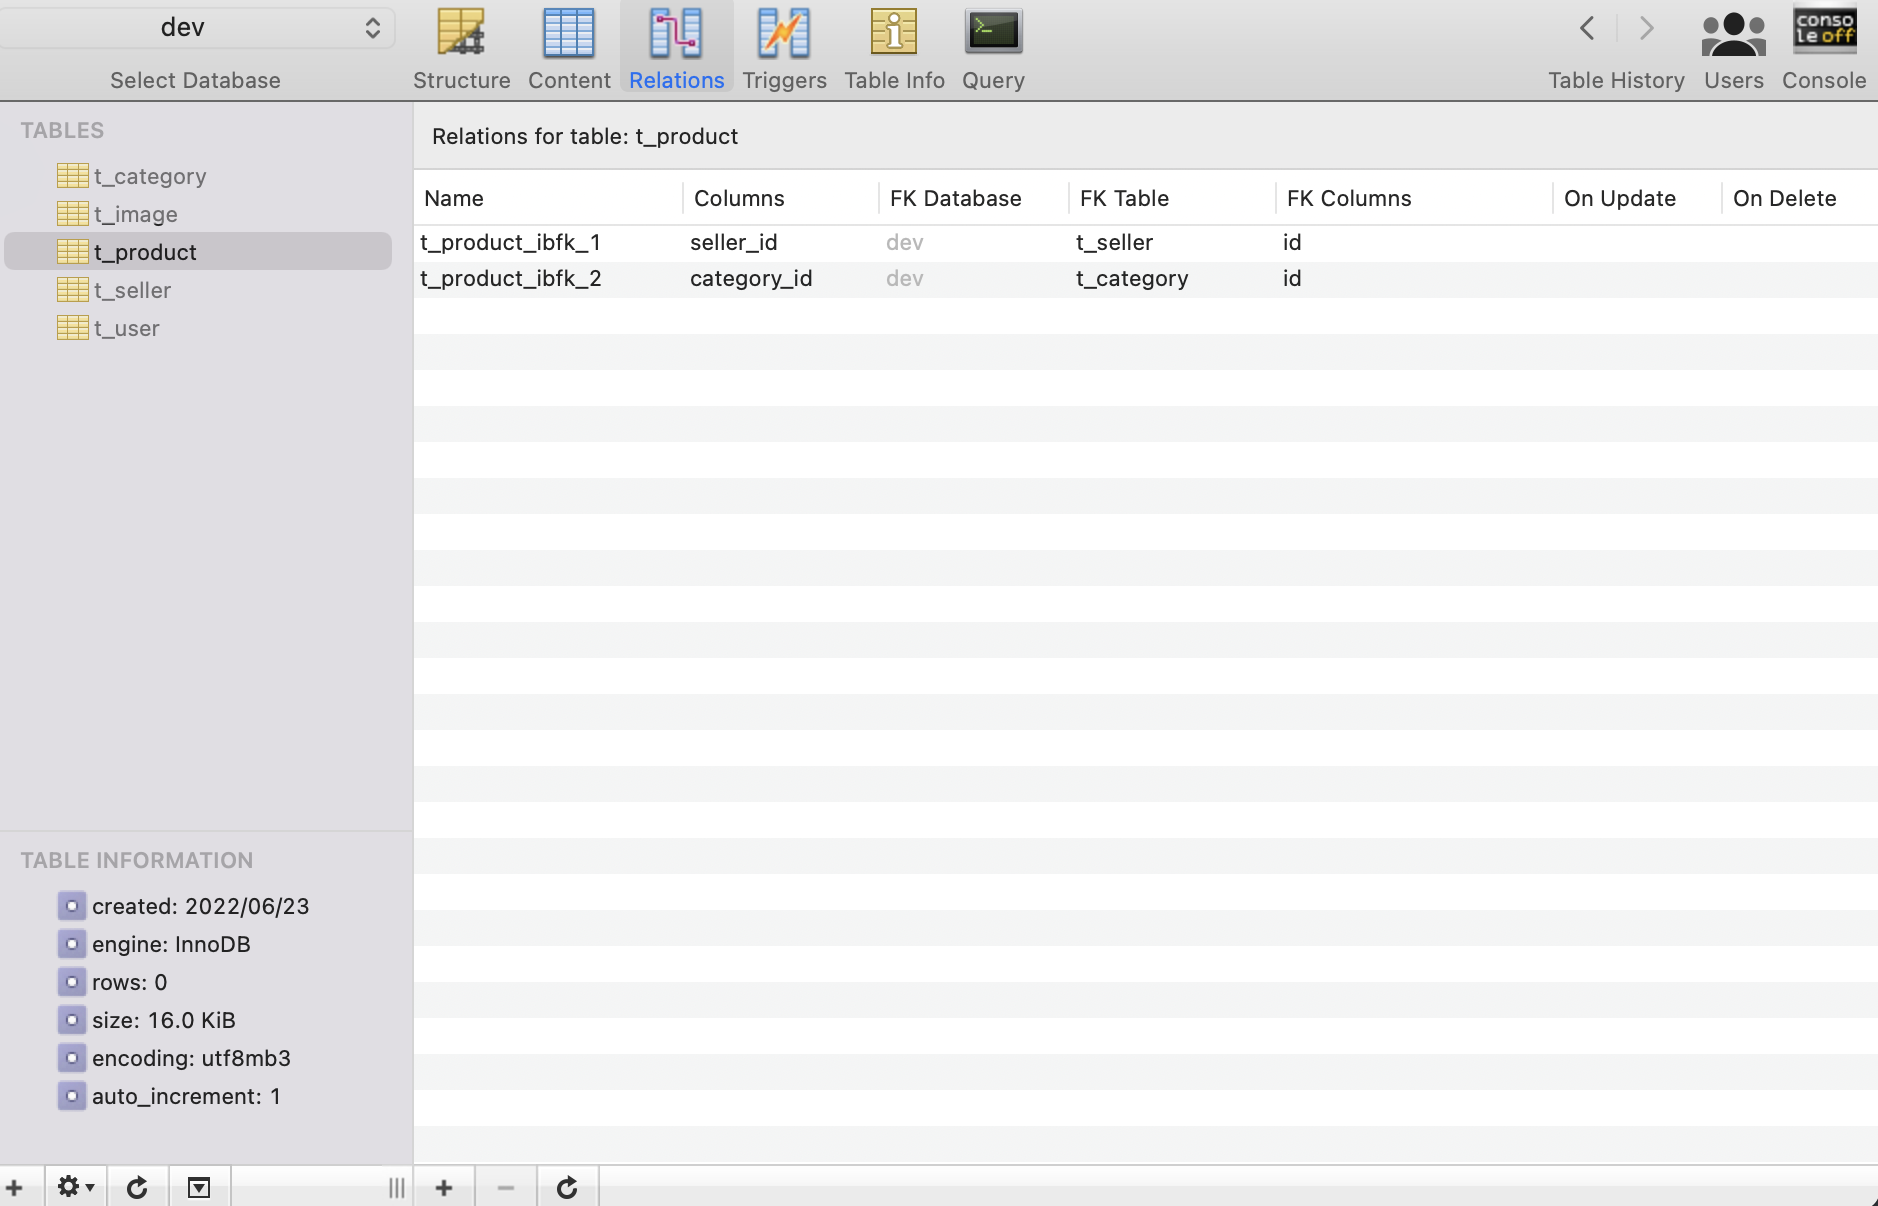 dev
Select Database
Structure
Content
Relations
Triggers
Table Info
Query
Table History
Users
conso
le off
Console
TABLES
t_category
t_image
t_product
t_seller
t_user
Relations for table: t_product
Name Columns FK Database FK Table FK Columns On Update On Delete
t_product_ibfk_1 seller_id dev t_seller id
t_product_ibfk_2 category_id dev t_category id
TABLE INFORMATION
created: 2022/06/23
engine: InnoDB
rows: 0
size: 16.0 KiB
encoding: utf8mb3
auto_increment: 1